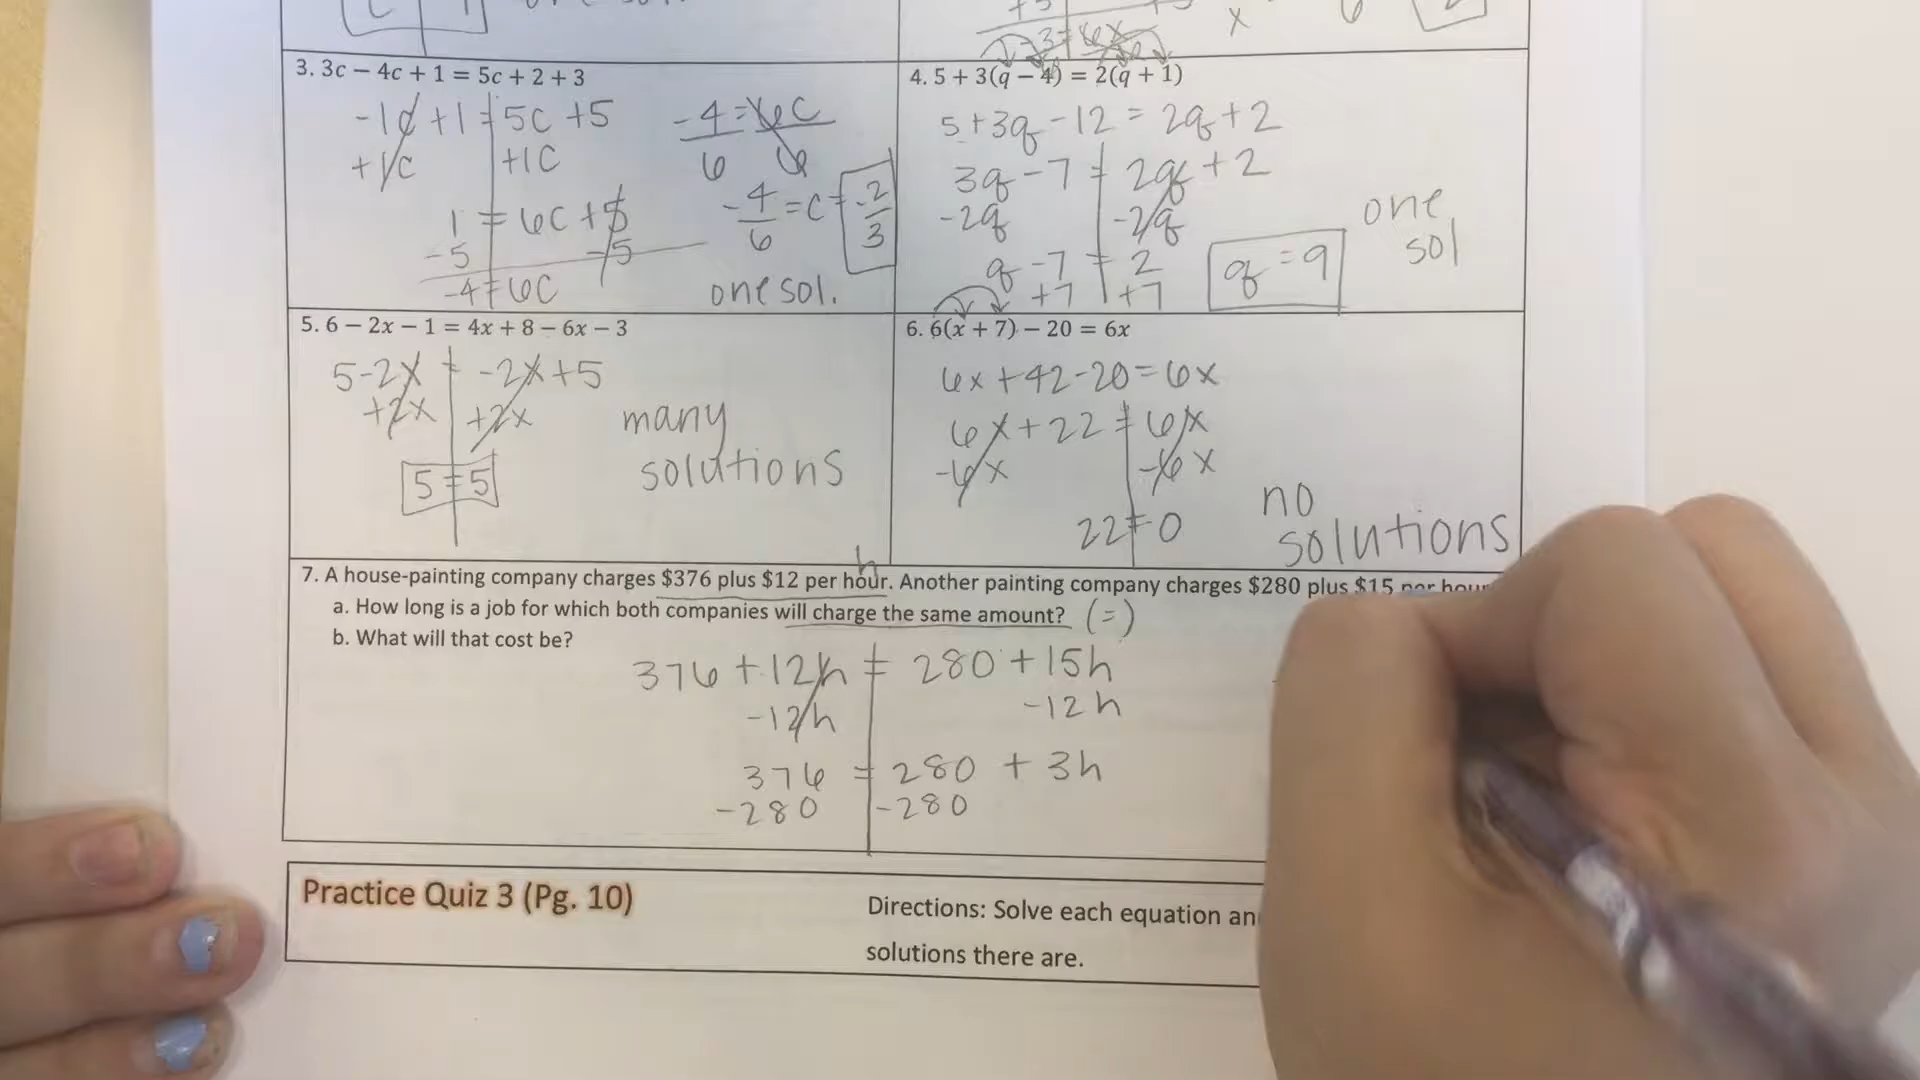 3. 3c − 4c + 1 = 5c + 2 + 3
-1c +1 = 5c +5
+1c +1c
1 = 6c +5
-5 -5
-4 = 6c
-4 = 6c
6 6
-4/6 = c = -2/3
one sol.
4. 5 + 3(q − 4) = 2(q + 1)
5+3q -12 = 2q+2
3q -7 = 2q +2
-2q -2q
q -7 = 2
+7 +7
q = 9
one
sol
5. 6 − 2x − 1 = 4x + 8 − 6x − 3
5-2x = -2x+5
+2x +2x
5=5
many
solutions
6. 6(x + 7) − 20 = 6x
6x +42-20=6x
6x+22 = 6x
-6x -6x
22=0
no
solutions
h
7. A house-painting company charges $376 plus $12 per hour. Another painting company charges $280 plus $15 per hour
a. How long is a job for which both companies will charge the same amount? (=)
b. What will that cost be?
376 +12h = 280 +15h
-12h -12h
376 = 280 + 3h
-280 -280
Practice Quiz 3 (Pg. 10)
Directions: Solve each equation an
solutions there are.